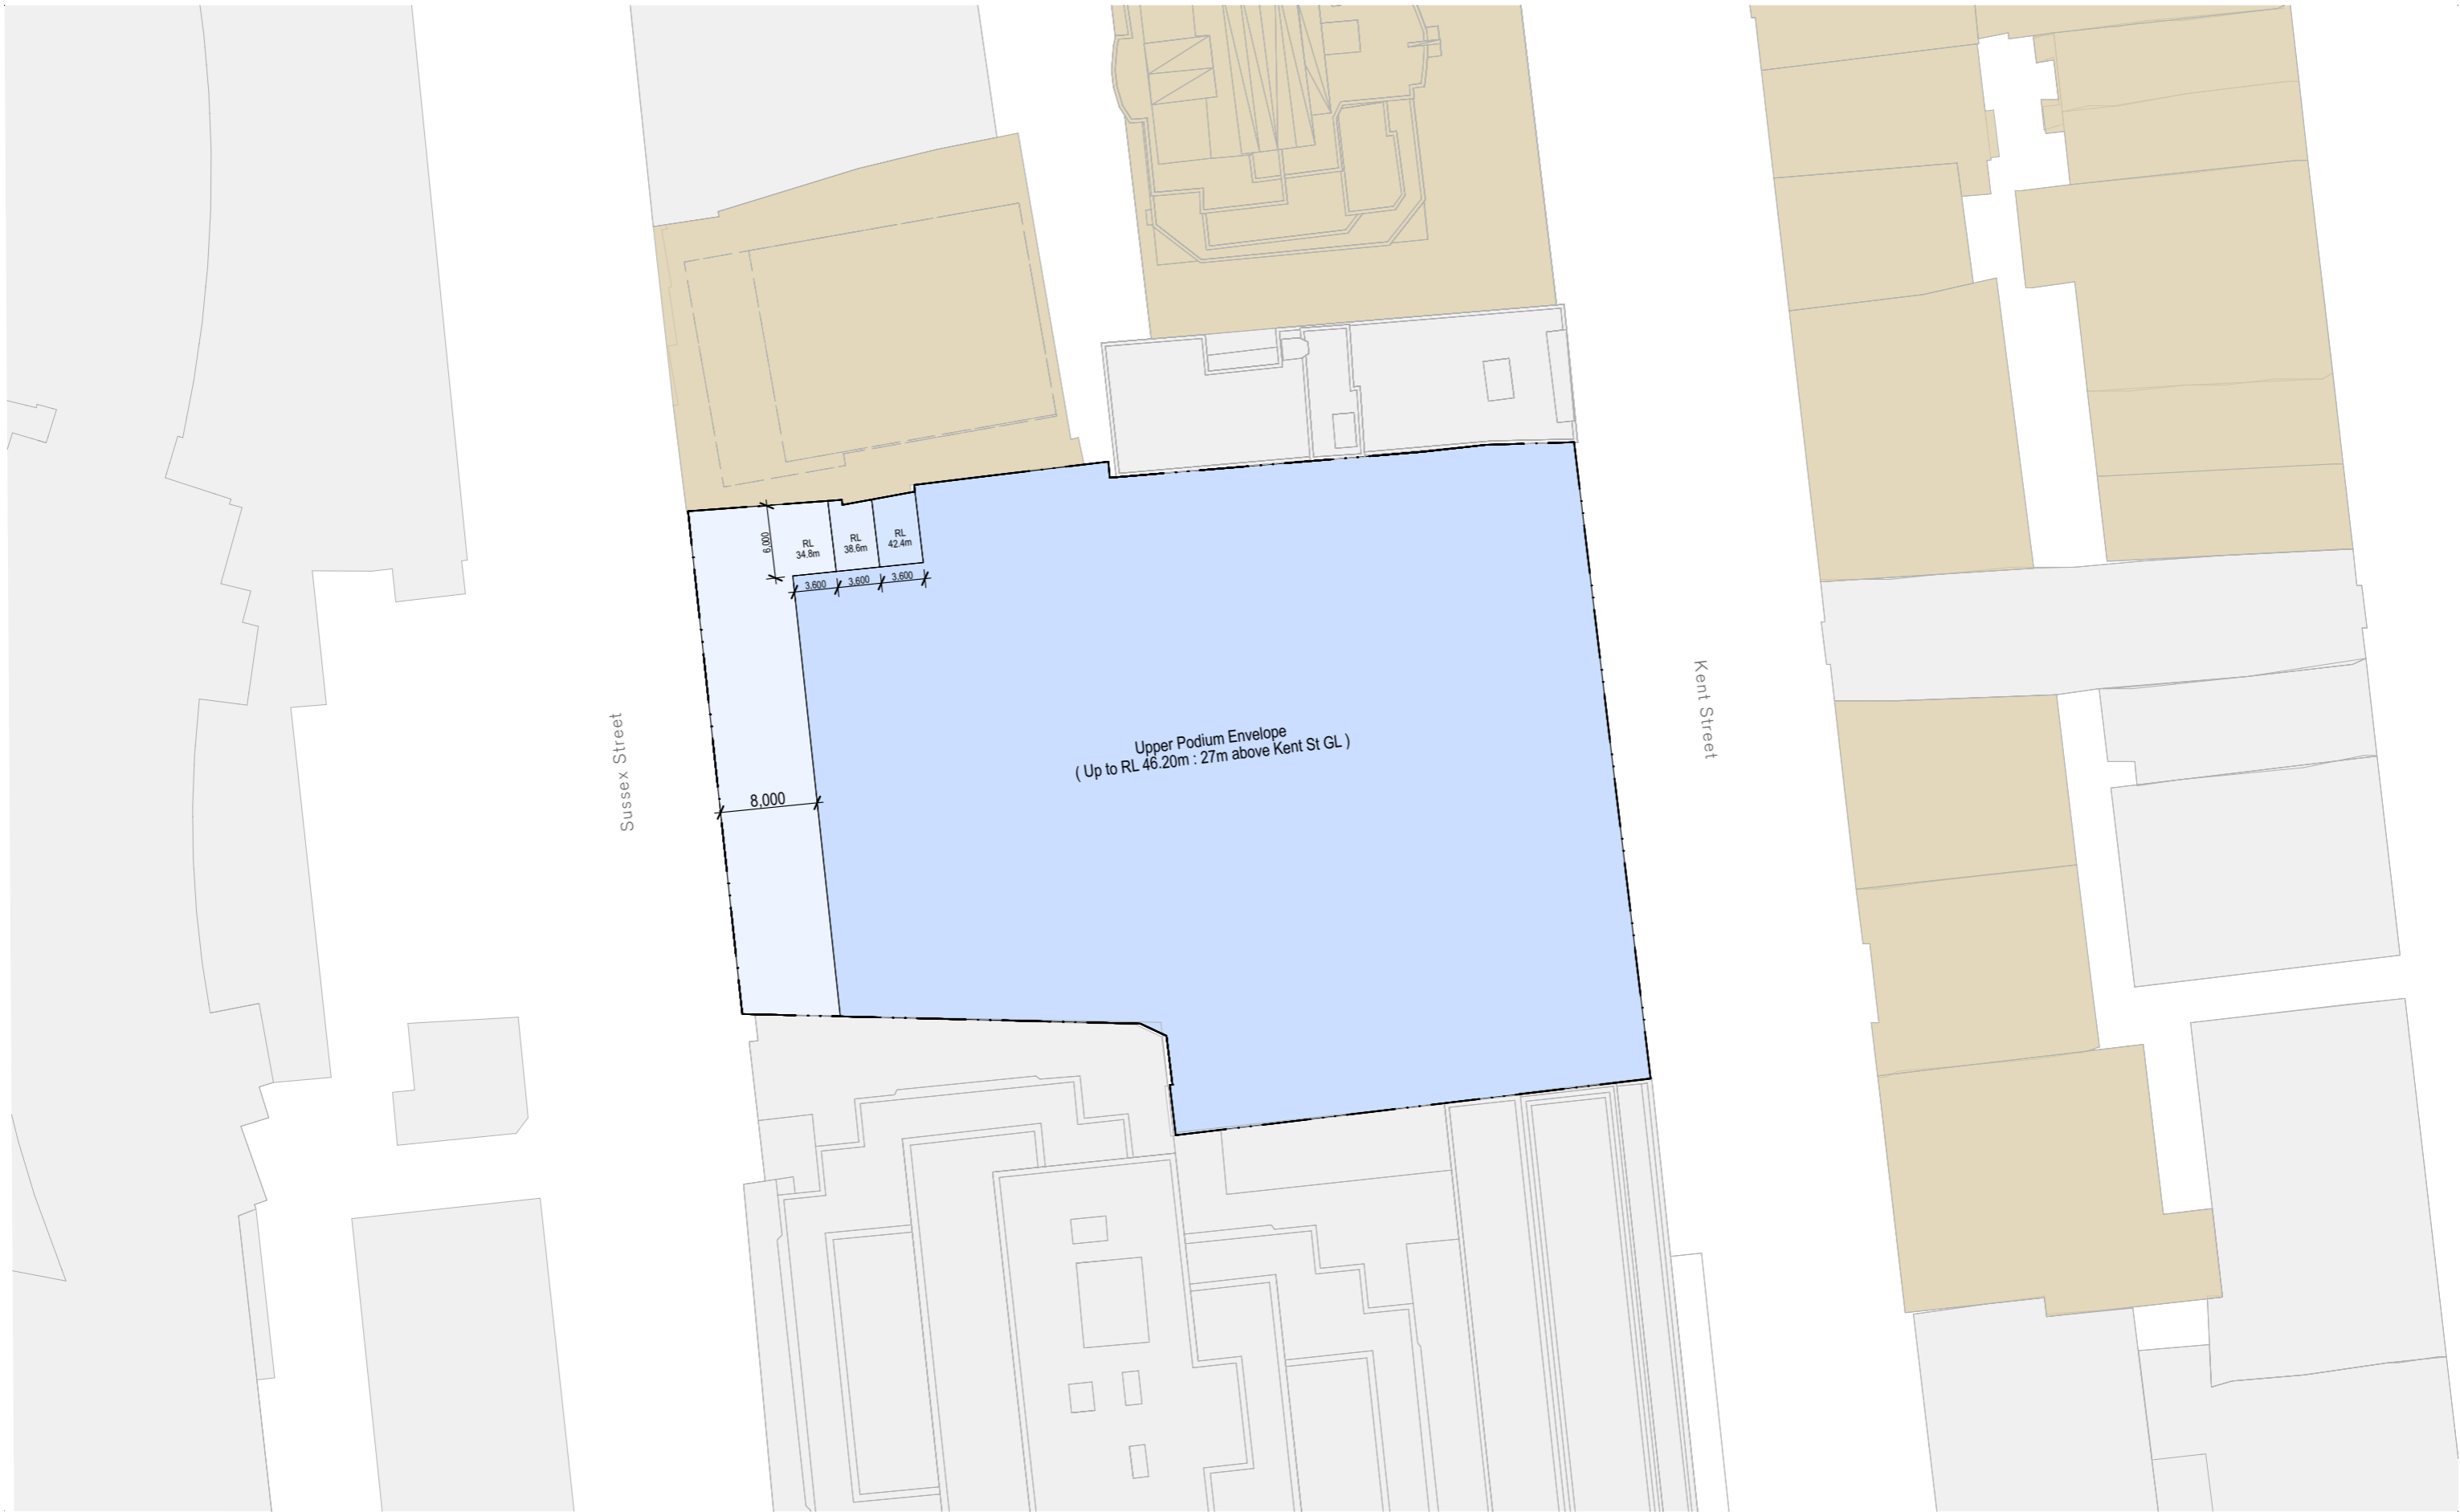 6,000
RL
34.8m
RL
38.6m
RL
42.4m
3,600
3,600
3,600
Sussex Street
8,000
Upper Podium Envelope
( Up to RL 46.20m : 27m above Kent St GL )
Kent Street